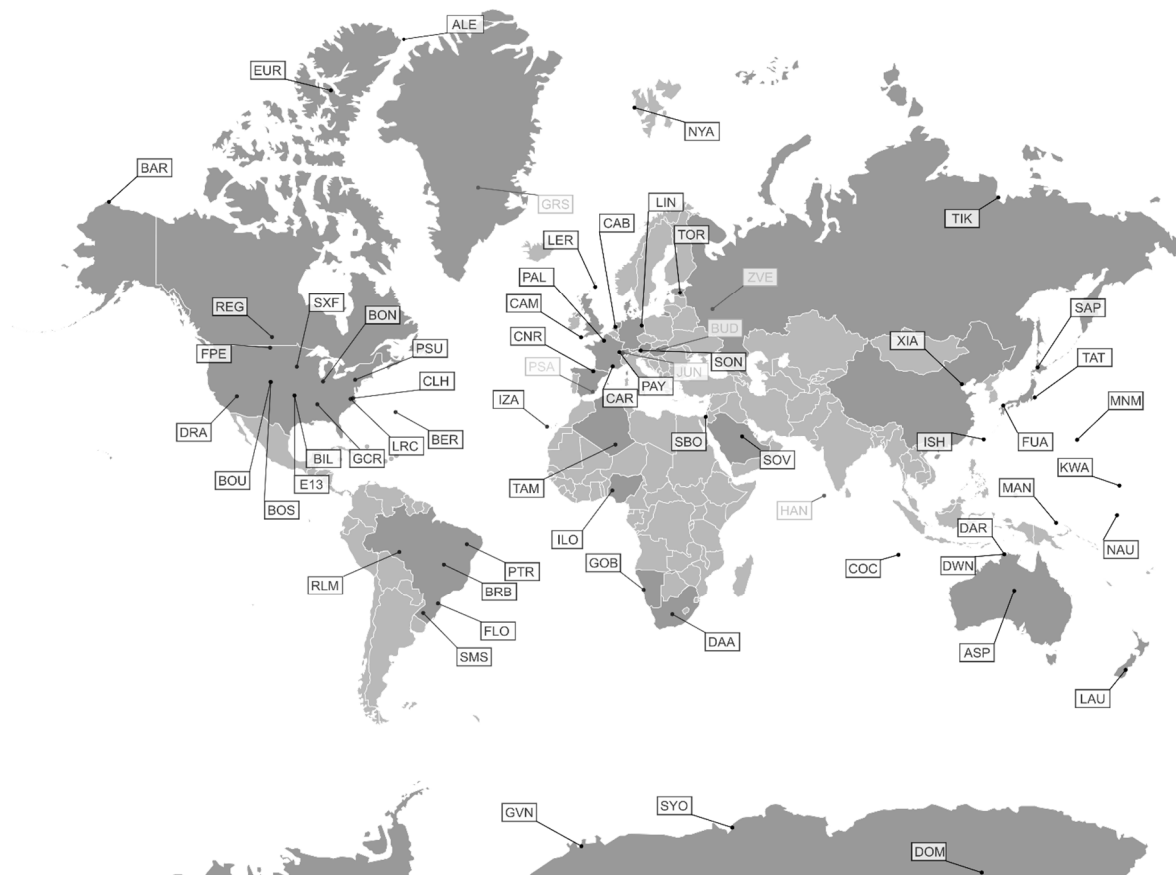 ALE
EUR
NYA
BAR
GRS
LIN
CAB
TIK
LER
TOR
PAL
ZVE
REG
SXF
CAM
BON
SAP
BUD
CNR
XIA
FPE
PSU
TAT
SON
PSA
JUN
CLH
PAY
MNM
IZA
CAR
DRA
LRC
BER
SBO
ISH
FUA
BIL
GCR
SOV
KWA
BOU
E13
TAM
MAN
BOS
HAN
DAR
ILO
NAU
GOB
DWN
COC
RLM
PTR
BRB
FLO
DAA
ASP
SMS
LAU
SYO
GVN
DOM